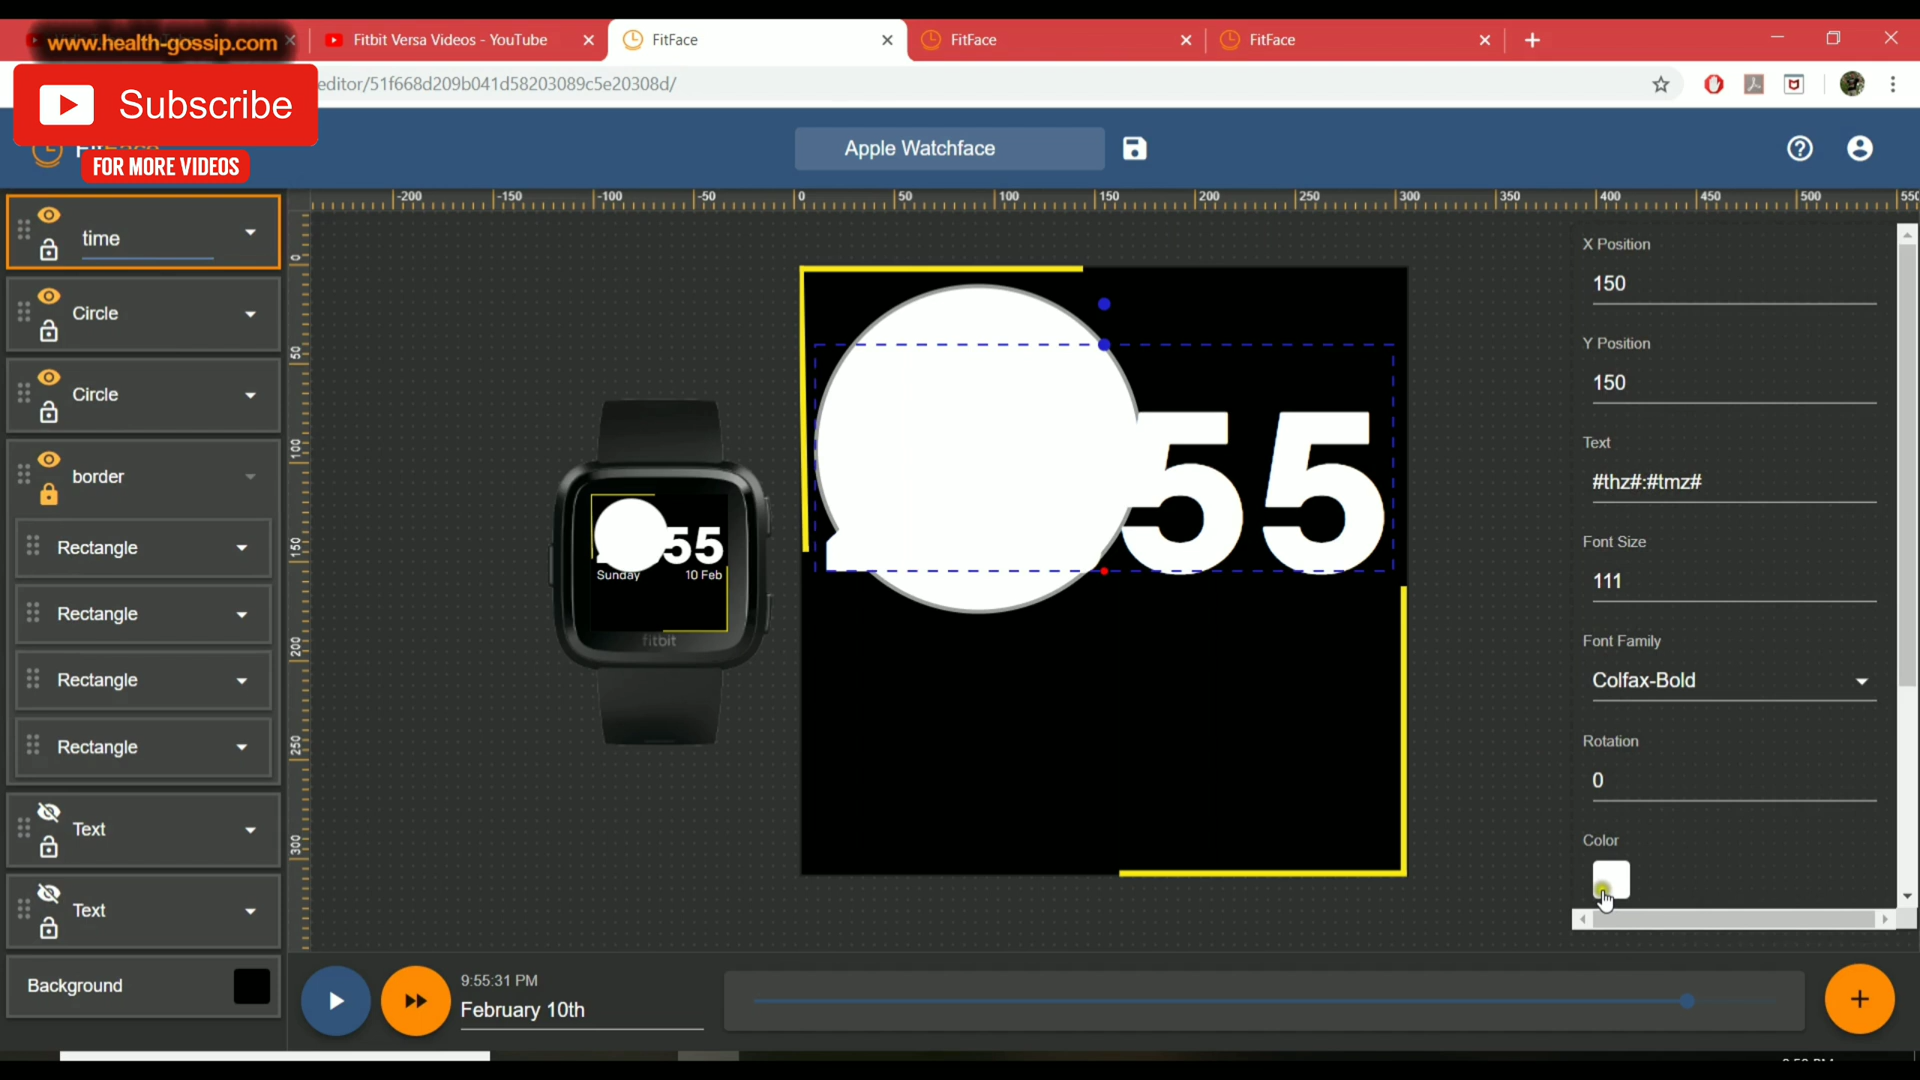 www.health-gossip.com
Fitbit Versa Videos - YouTube
FitFace
FitFace
FitFace
editor/51f668d209b041d58203089c5e20308d/
Subscribe
FOR MORE VIDEOS
Apple Watchface
-200 -150 -100 -50 0 50 100 150 200 250 300 350 400 450 500 550
0
50
100
150
200
250
300
time
Circle
Circle
border
Rectangle
Rectangle
Rectangle
Rectangle
Text
Text
Background
55
Sunday 10 Feb
fitbit
55
X Position
150
Y Position
150
Text
#thz#:#tmz#
Font Size
111
Font Family
Colfax-Bold
Rotation
0
Color
9:55:31 PM
February 10th